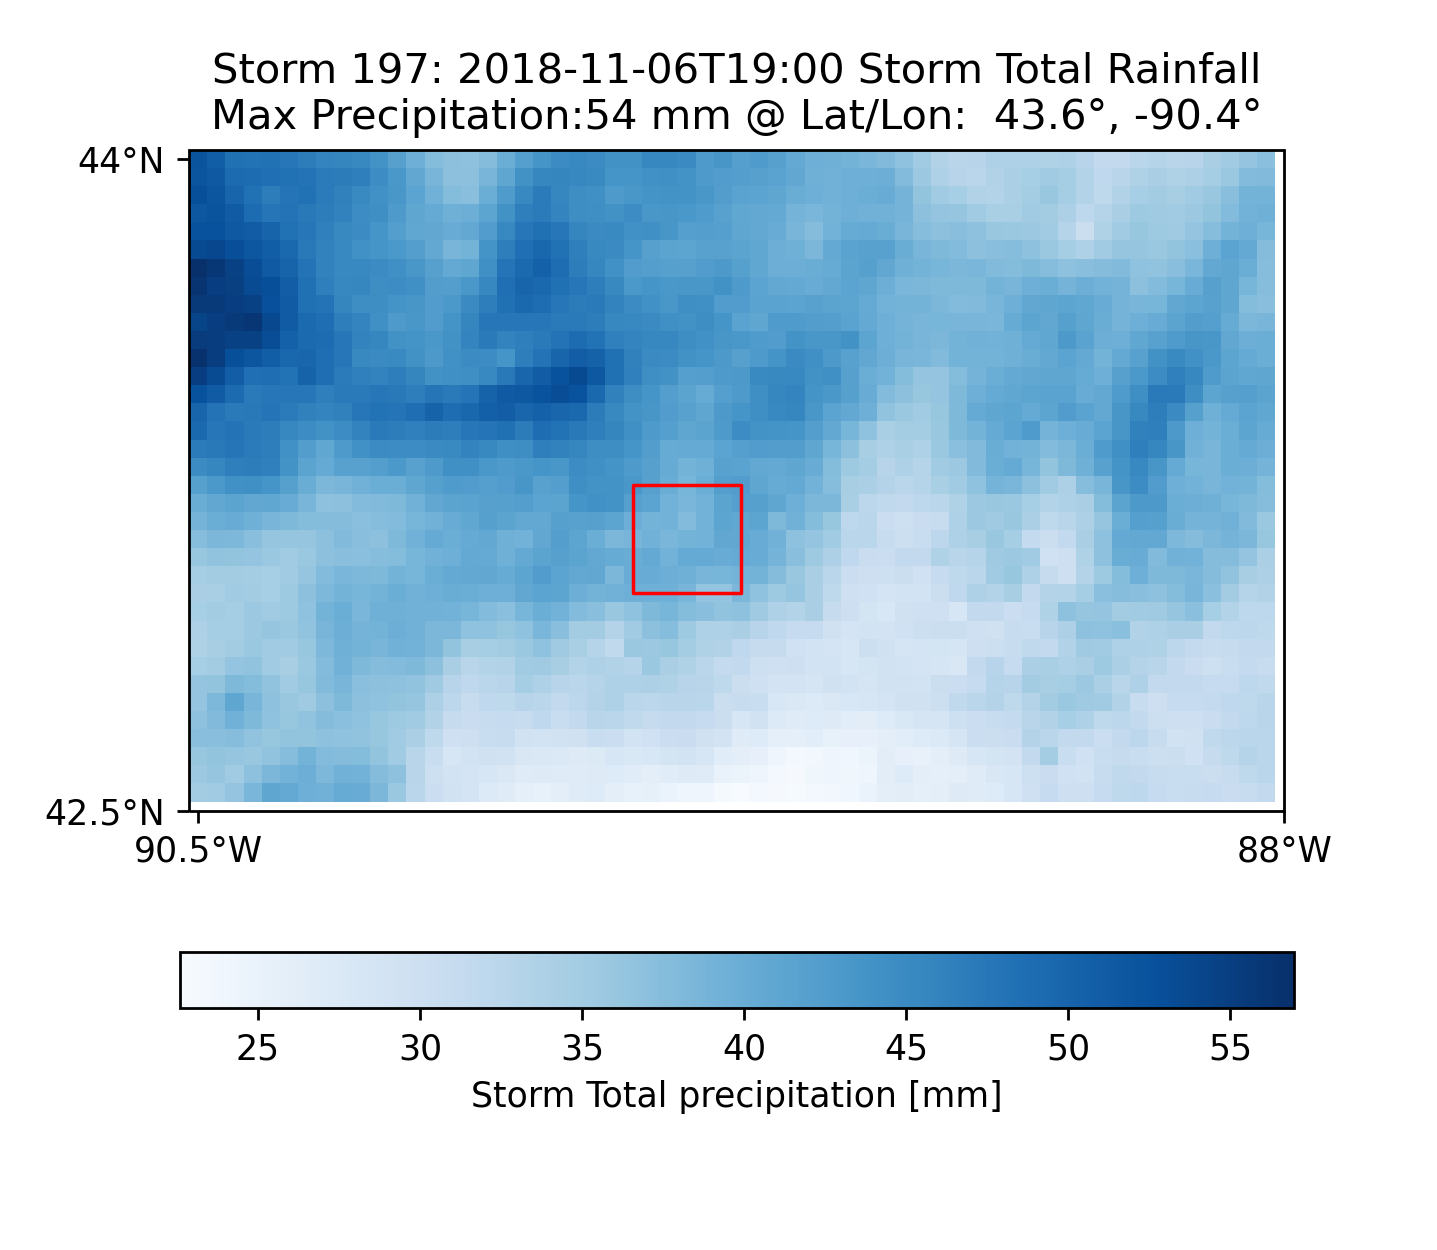 Storm 197: 2018-11-06T19:00 Storm Total Rainfall
Max Precipitation:54 mm @ Lat/Lon:  43.6°, -90.4°
44°N
42.5°N
90.5°W 88°W
25 30 35 40 45 50 55
Storm Total precipitation [mm]